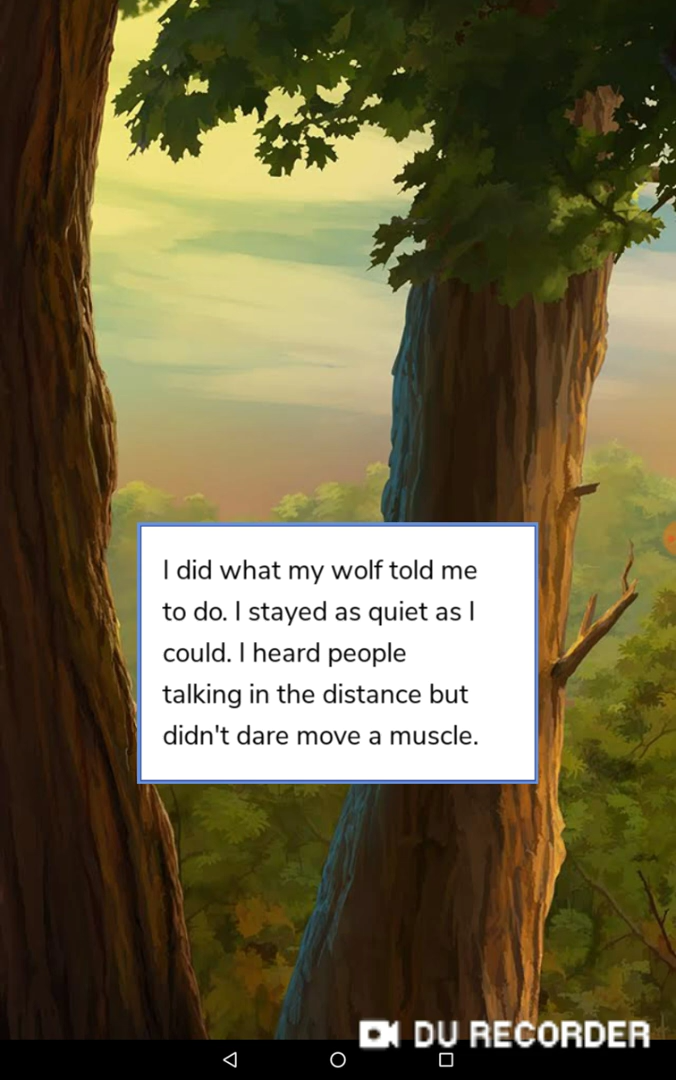 I did what my wolf told me
to do. I stayed as quiet as I
could. I heard people
talking in the distance but
didn't dare move a muscle.
DU RECORDER